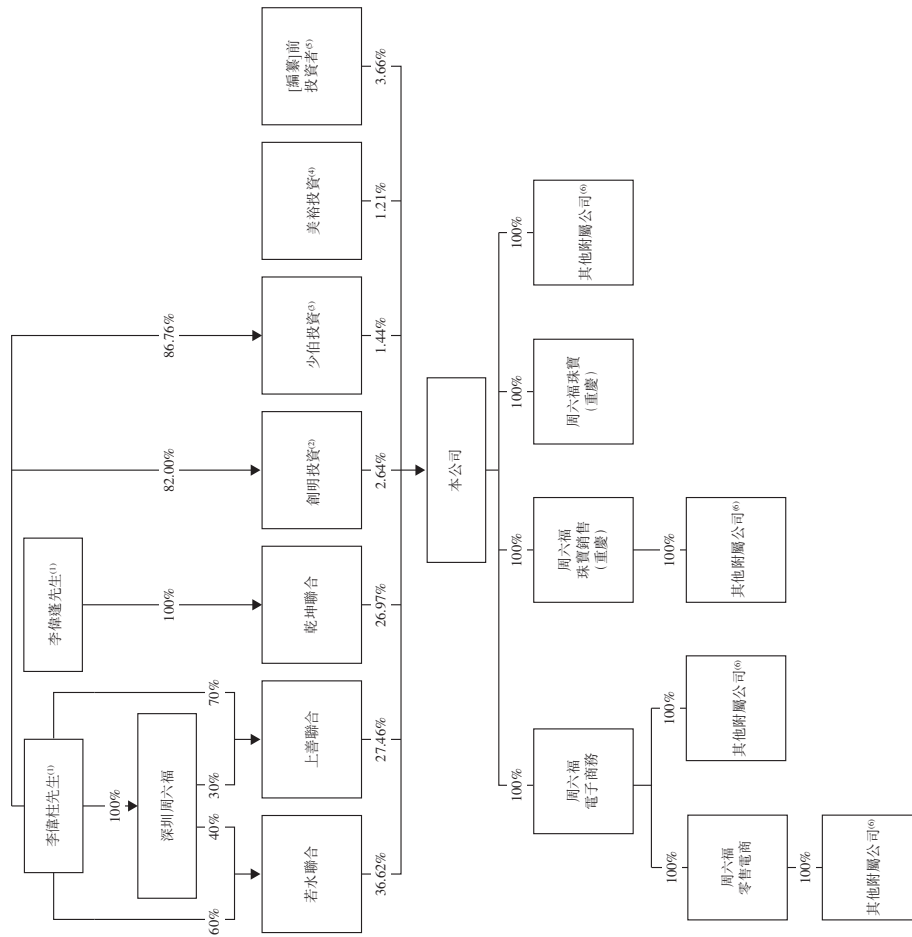 李偉柱先生(1)
李偉蓬先生(1)
100%
深圳周六福
60%
40%
30%
70%
100%
82.00%
86.76%
若水聯合
上善聯合
乾坤聯合
創明投資(2)
少伯投資(3)
美裕投資(4)
[編纂]前
投資者(5)
36.62%
27.46%
26.97%
2.64%
1.44%
1.21%
3.66%
本公司
100%
100%
100%
100%
周六福
電子商務
周六福
珠寶銷售
(重慶)
周六福珠寶
(重慶)
其他附屬公司(6)
100%
100%
100%
周六福
零售電商
其他附屬公司(6)
其他附屬公司(6)
100%
其他附屬公司(6)